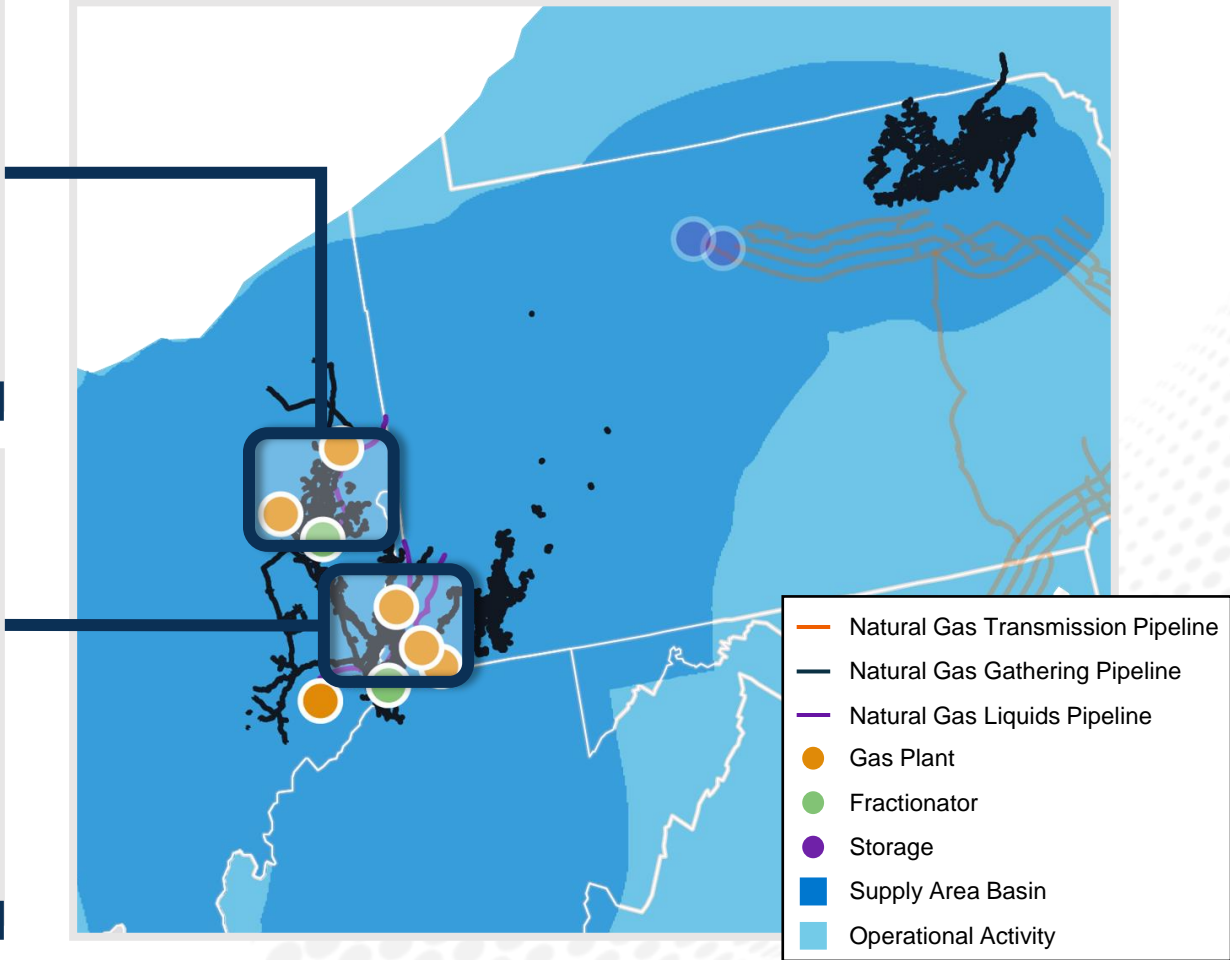 Natural Gas Transmission Pipeline
Natural Gas Gathering Pipeline
Natural Gas Liquids Pipeline
Gas Plant
Fractionator
Storage
Supply Area Basin
Operational Activity